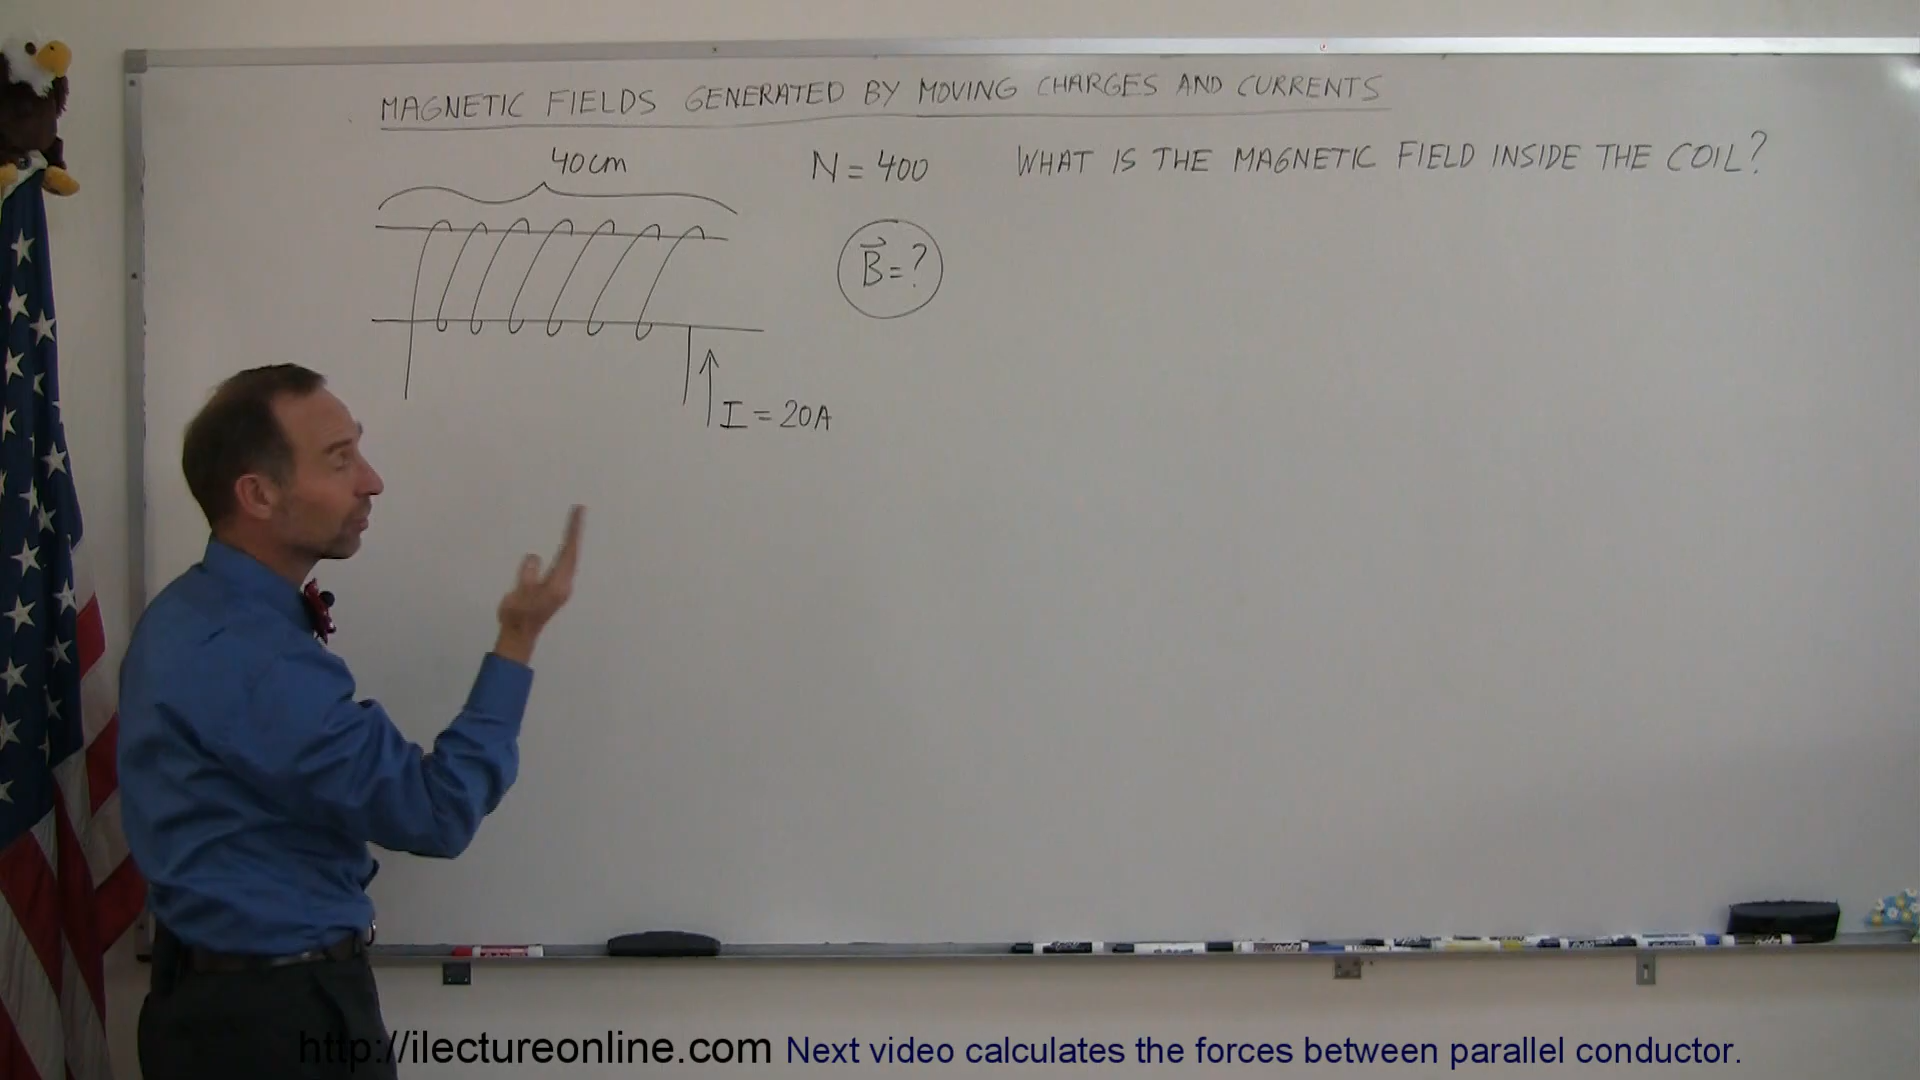 MAGNETIC FIELDS GENERATED BY MOVING CHARGES AND CURRENTS
40cm
N = 400
WHAT IS THE MAGNETIC FIELD INSIDE THE COIL?
B = ?
I = 20A
http://ilectureonline.com Next video calculates the forces between parallel conductor.